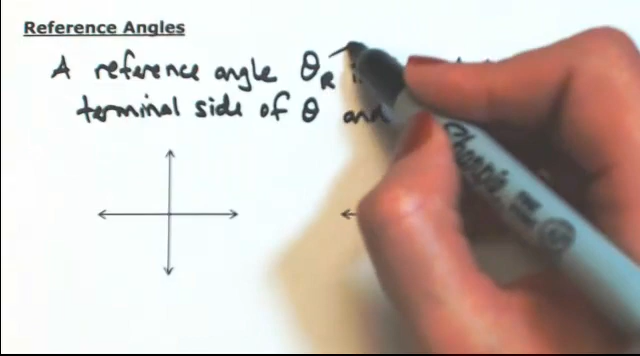 Reference Angles
A reference angle θR
terminal side of θ and
Sharpie